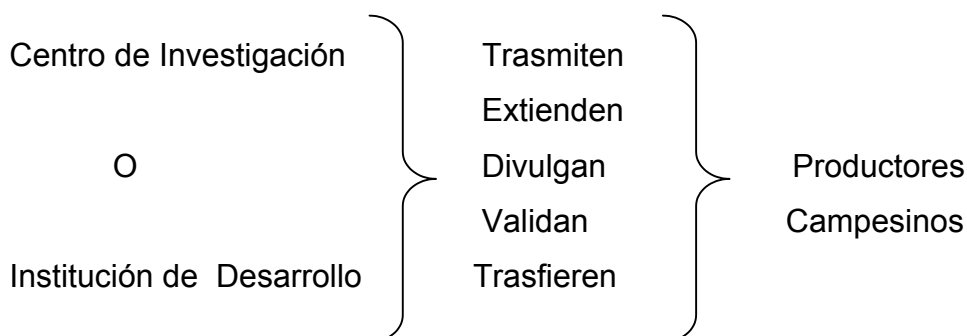 Centro de Investigación
O
Institución de Desarrollo
Trasmiten
Extienden
Divulgan
Validan
Trasfieren
Productores
Campesinos